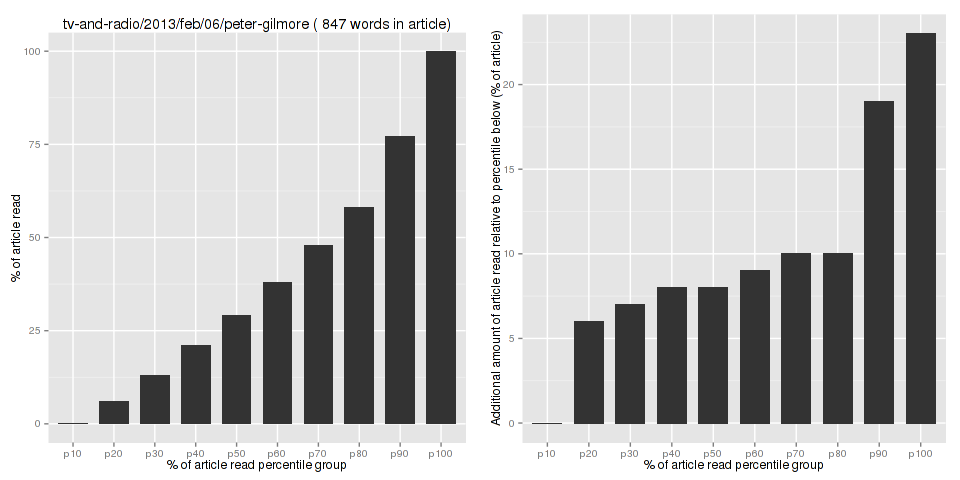 tv-and-radio/2013/feb/06/peter-gilmore ( 847 words in article)
% of article read
100
75
50
25
0
p10 p20 p30 p40 p50 p60 p70 p80 p90 p100
% of article read percentile group
Additional amount of article read relative to percentile below (% of article)
20
15
10
5
0
p10 p20 p30 p40 p50 p60 p70 p80 p90 p100
% of article read percentile group